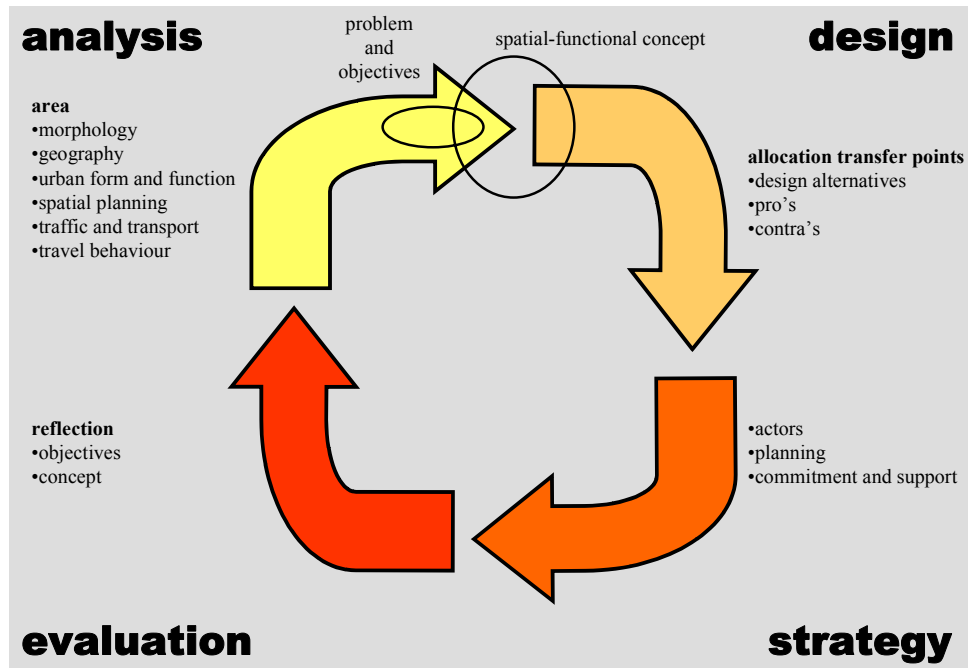 analysis
problem
and
objectives
spatial-functional concept
design
area
•morphology
•geography
•urban form and function
•spatial planning
•traffic and transport
•travel behaviour
allocation transfer points
•design alternatives
•pro's
•contra's
reflection
•objectives
•concept
•actors
•planning
•commitment and support
evaluation
strategy